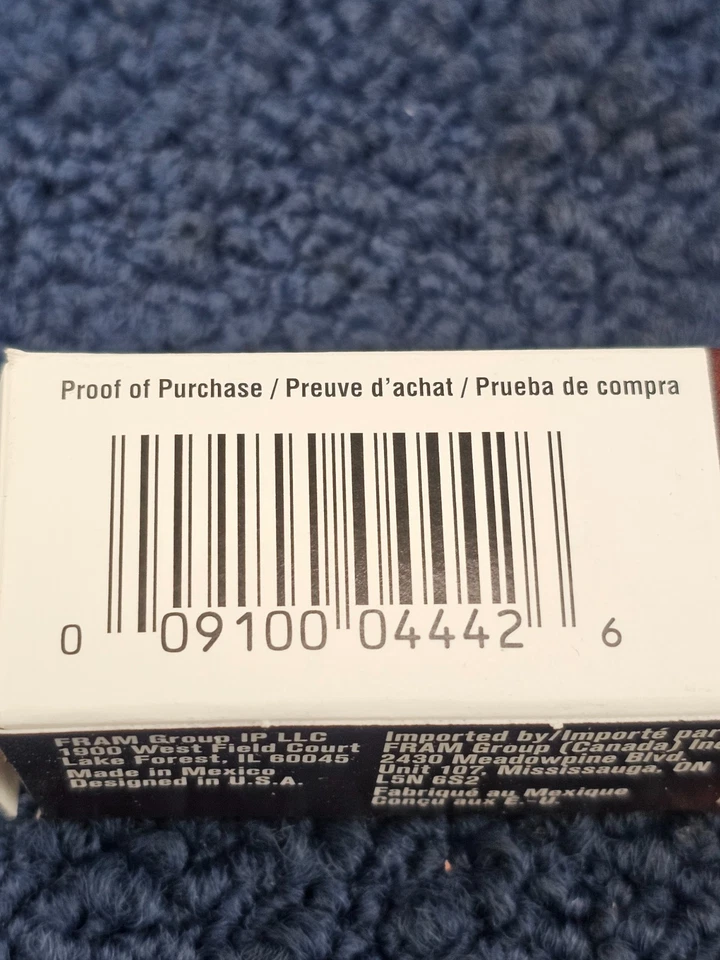 Proof of Purchase / Preuve d'achat / Prueba de compra
0 09100 04442 6
FRAM Group IP LLC
1900 West Field Court
Lake Forest, IL 60045
Made in Mexico
Designed in U.S.A.
Imported by/Importé par
FRAM Group (Canada) Inc
2430 Meadowpine Blvd.
Unit 107, Mississauga, ON
L5N 6S2
Fabriqué au Mexique
Conçu aux É.-U.